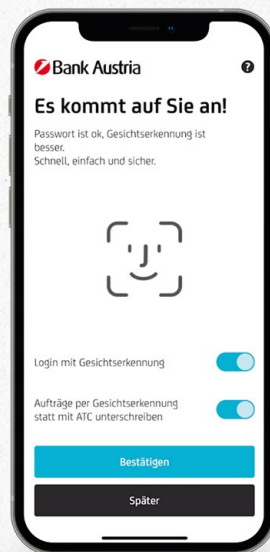 Bank Austria
?
Es kommt auf Sie an!
Passwort ist ok, Gesichtserkennung ist
besser.
Schnell, einfach und sicher.
Login mit Gesichtserkennung
Aufträge per Gesichtserkennung
statt mit ATC unterschreiben
Bestätigen
Später